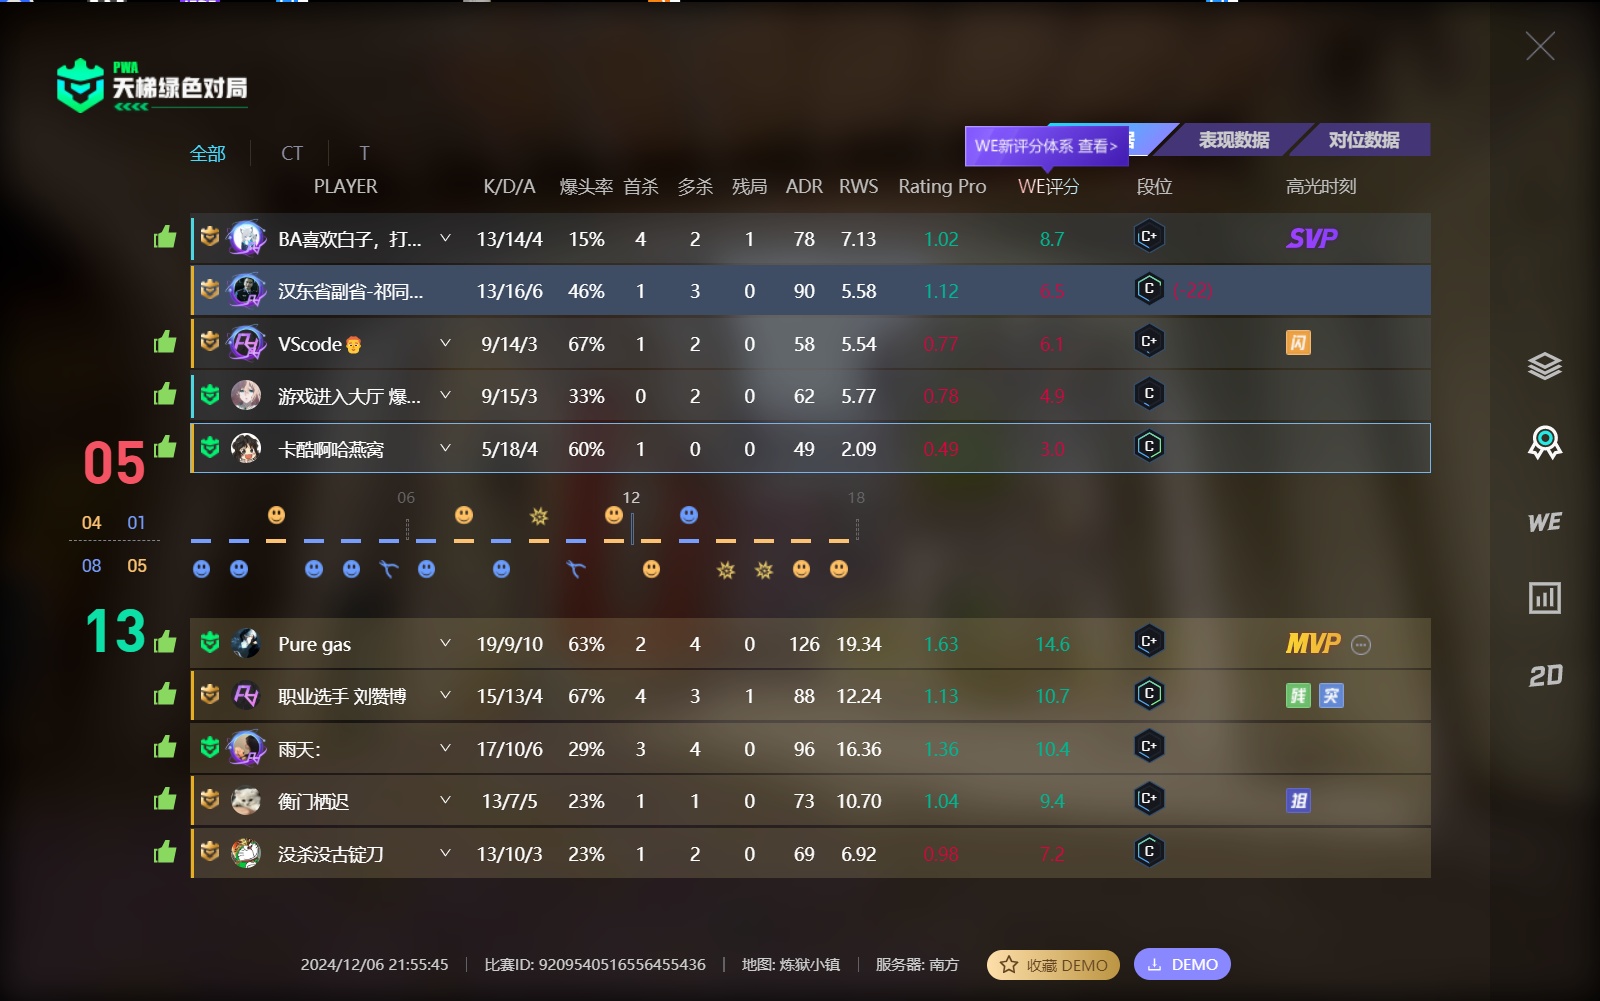 PWA
天梯绿色对局
全部 CT T
WE新评分体系 查看>
据 表现数据 对位数据
PLAYER K/D/A 爆头率 首杀 多杀 残局 ADR RWS Rating Pro WE评分 段位 高光时刻
BA喜欢白子，打... 13/14/4 15% 4 2 1 78 7.13 1.02 8.7 C+ SVP
汉东省副省-祁同... 13/16/6 46% 1 3 0 90 5.58 1.12 6.5 C (-22)
VScode 9/14/3 67% 1 2 0 58 5.54 0.77 6.1 C+ 闪
游戏进入大厅 爆... 9/15/3 33% 0 2 0 62 5.77 0.78 4.9 C
卡酷啊哈燕窝 5/18/4 60% 1 0 0 49 2.09 0.49 3.0 C
05
06 12 18
04 01
08 05
13
Pure gas 19/9/10 63% 2 4 0 126 19.34 1.63 14.6 C+ MVP
职业选手 刘赞博 15/13/4 67% 4 3 1 88 12.24 1.13 10.7 C 残 突
雨天: 17/10/6 29% 3 4 0 96 16.36 1.36 10.4 C+
衡门栖迟 13/7/5 23% 1 1 0 73 10.70 1.04 9.4 C+ 狙
没杀没古锭刀 13/10/3 23% 1 2 0 69 6.92 0.98 7.2 C
WE
2D
2024/12/06 21:55:45 | 比赛ID: 9209540516556455436 | 地图: 炼狱小镇 | 服务器: 南方 收藏 DEMO DEMO